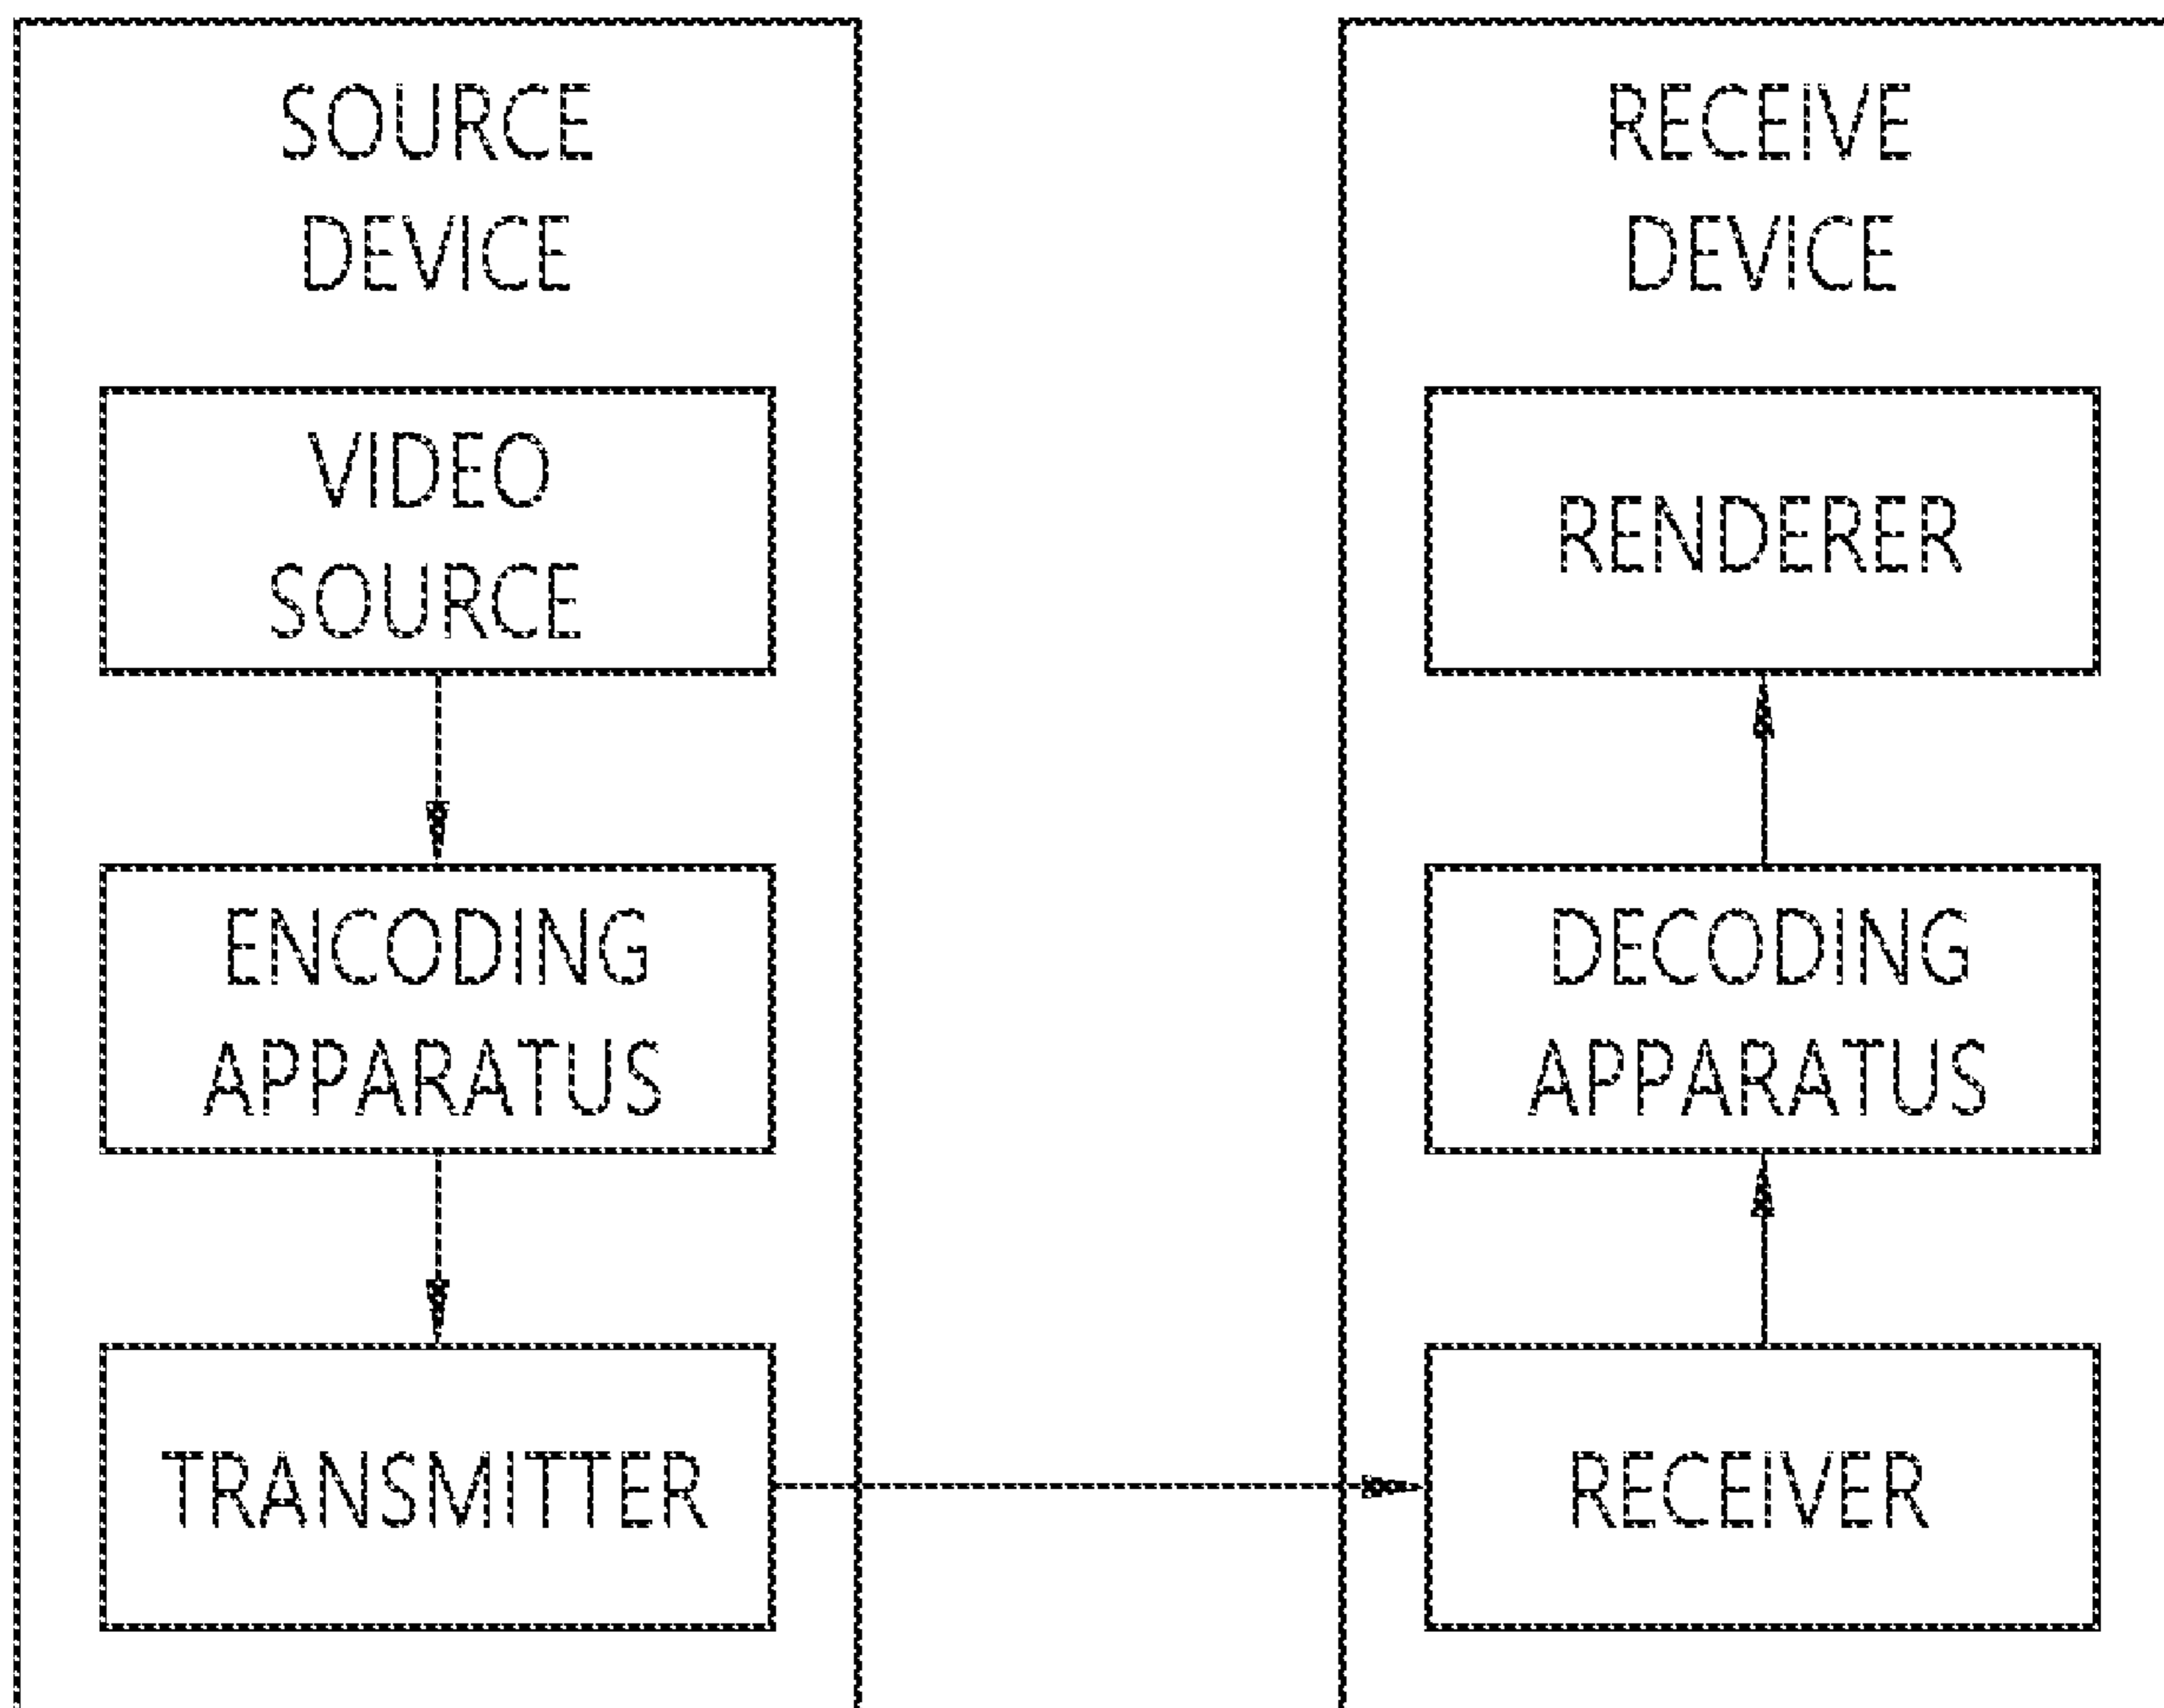 SOURCE
DEVICE
VIDEO
SOURCE
ENCODING
APPARATUS
TRANSMITTER
RECEIVE
DEVICE
RENDERER
DECODING
APPARATUS
RECEIVER